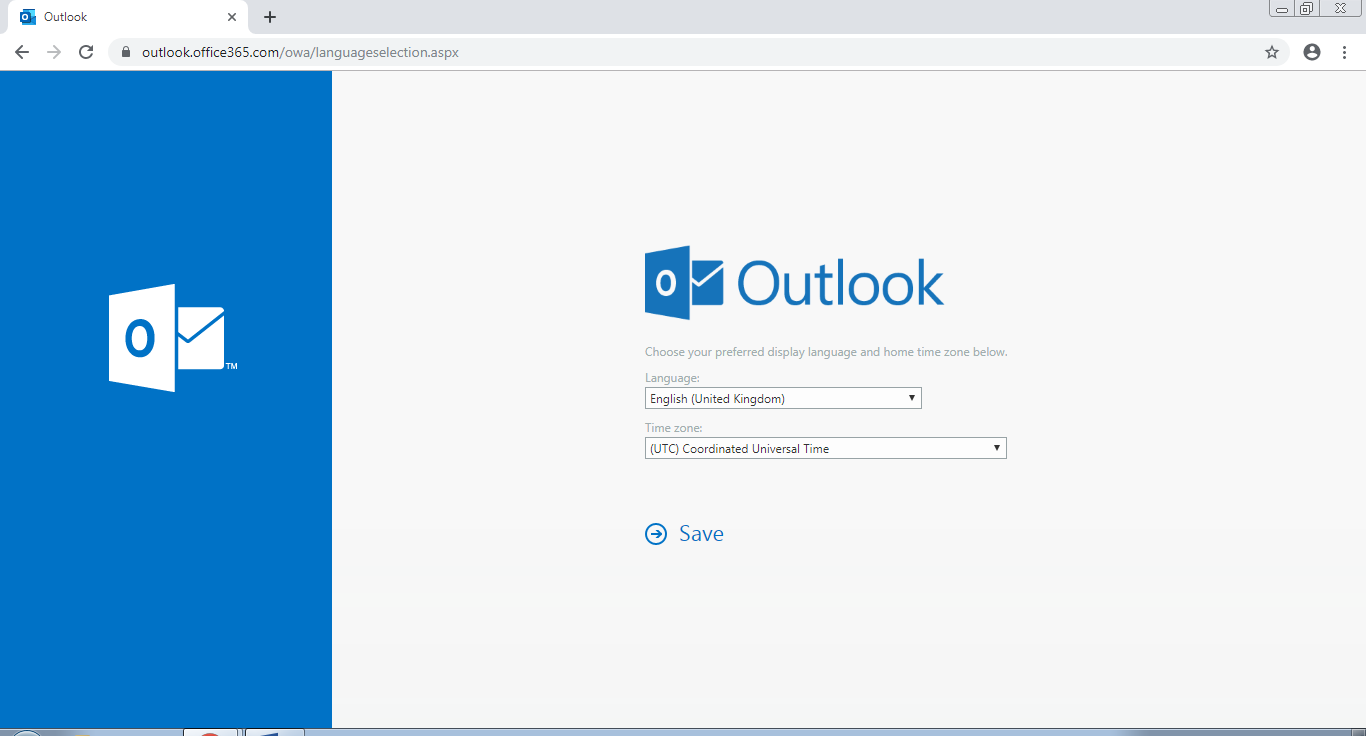 Outlook
outlook.office365.com/owa/languageselection.aspx
O
TM
O Outlook
Choose your preferred display language and home time zone below.
Language:
English (United Kingdom)
Time zone:
(UTC) Coordinated Universal Time
Save